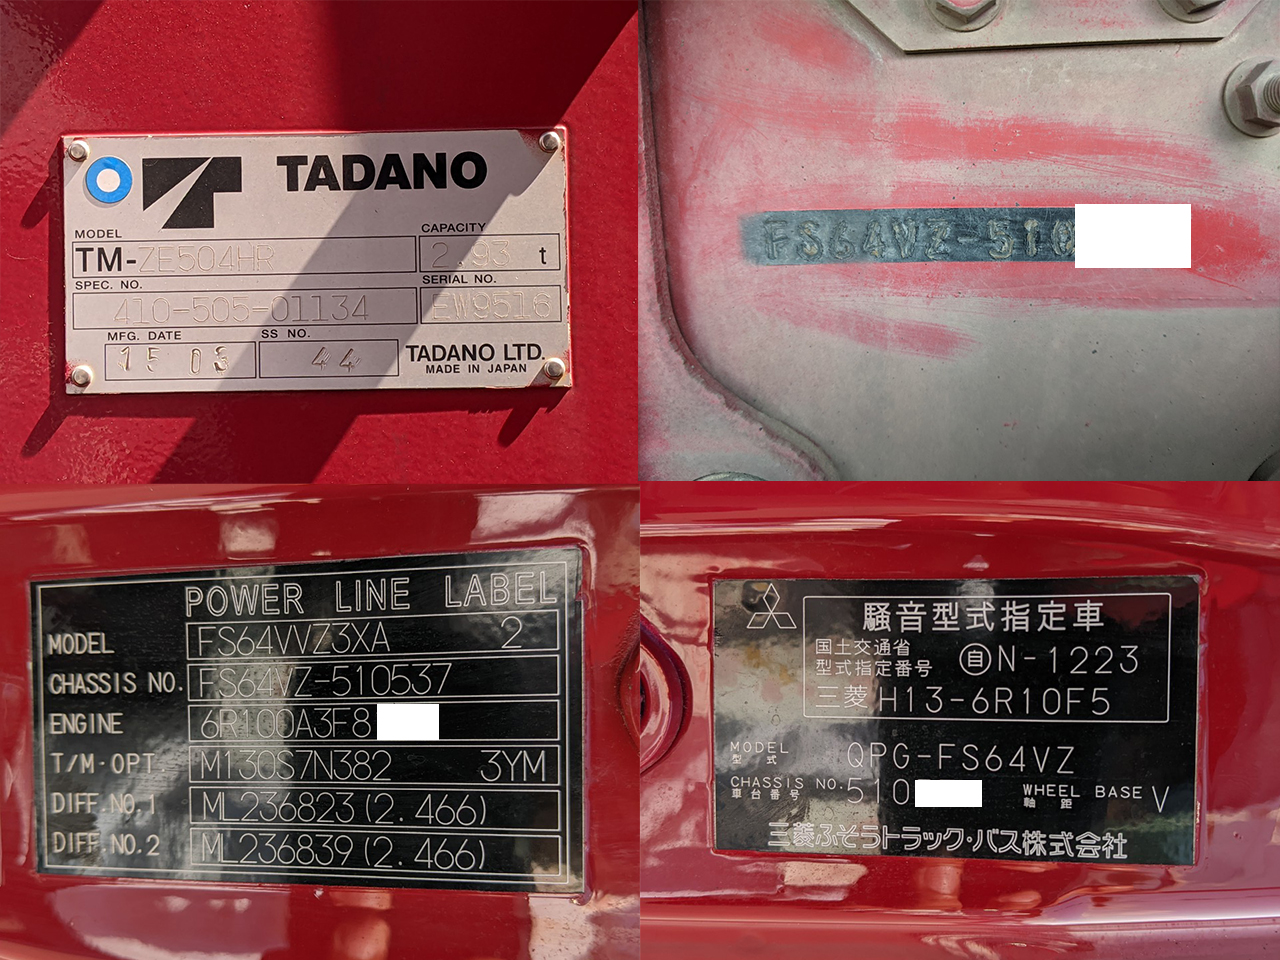 TADANO
MODEL
TM-ZE504HR
CAPACITY
2.93 t
SPEC. NO.
410-505-01134
SERIAL NO.
EW9516
MFG. DATE
15 03
SS NO.
44
TADANO LTD.
MADE IN JAPAN
FS64VZ-510
POWER LINE LABEL
MODEL FS64VVZ3XA 2
CHASSIS NO. FS64VZ-510537
ENGINE 6R100A3F8
T/M·OPT M130S7N382 3YM
DIFF.NO.1 ML236823(2.466)
DIFF.NO.2 ML236839(2.466)
騒音型式指定車
国土交通省
型式指定番号 自N-1223
三菱 H13-6R10F5
MODEL
型式 QPG-FS64VZ
CHASSIS NO. 510 WHEEL BASE V
車台番号 軸距
三菱ふそうトラック・バス株式会社